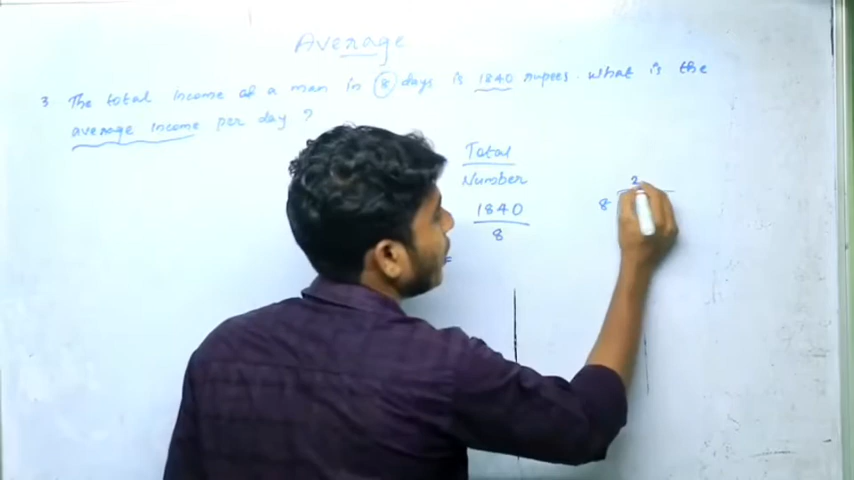 Average
3 The total income of a man in 8 days is 1840 rupees. what is the
average income per day ?
Total
Number
1840
8
=
2
8